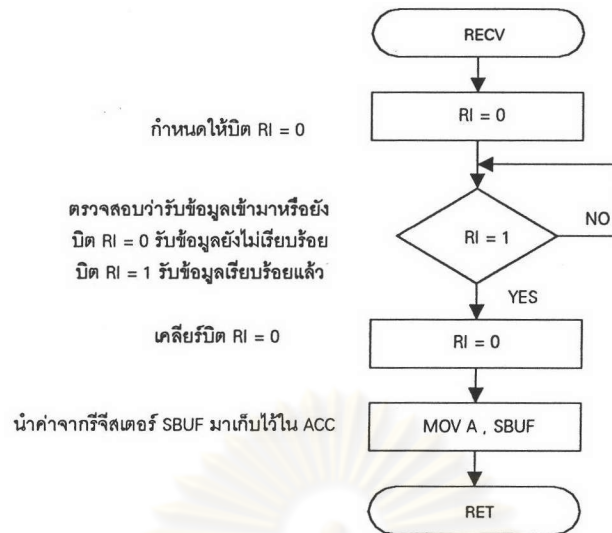 RECV
กำหนดให้บิต RI = 0
RI = 0
ตรวจสอบว่ารับข้อมูลเข้ามาหรือยัง
บิต RI = 0 รับข้อมูลยังไม่เรียบร้อย
บิต RI = 1 รับข้อมูลเรียบร้อยแล้ว
RI = 1
NO
YES
เคลียร์บิต RI = 0
RI = 0
นำค่าจากรีจีสเตอร์ SBUF มาเก็บไว้ใน ACC
MOV A , SBUF
RET